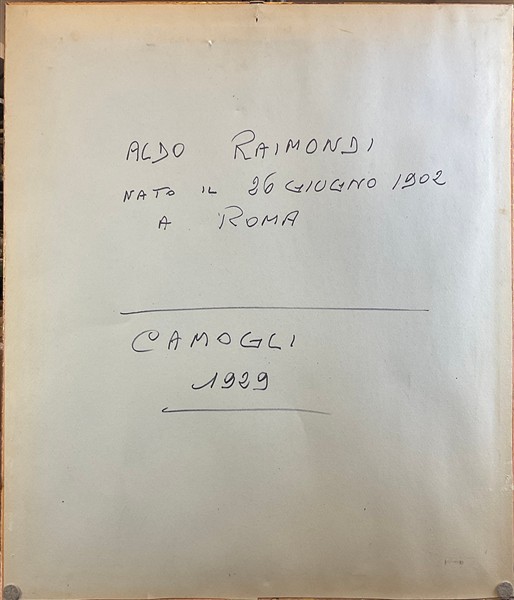 ALDO RAIMONDI
NATO IL 26 GIUGNO 1902
A ROMA
CAMOGLI
1929